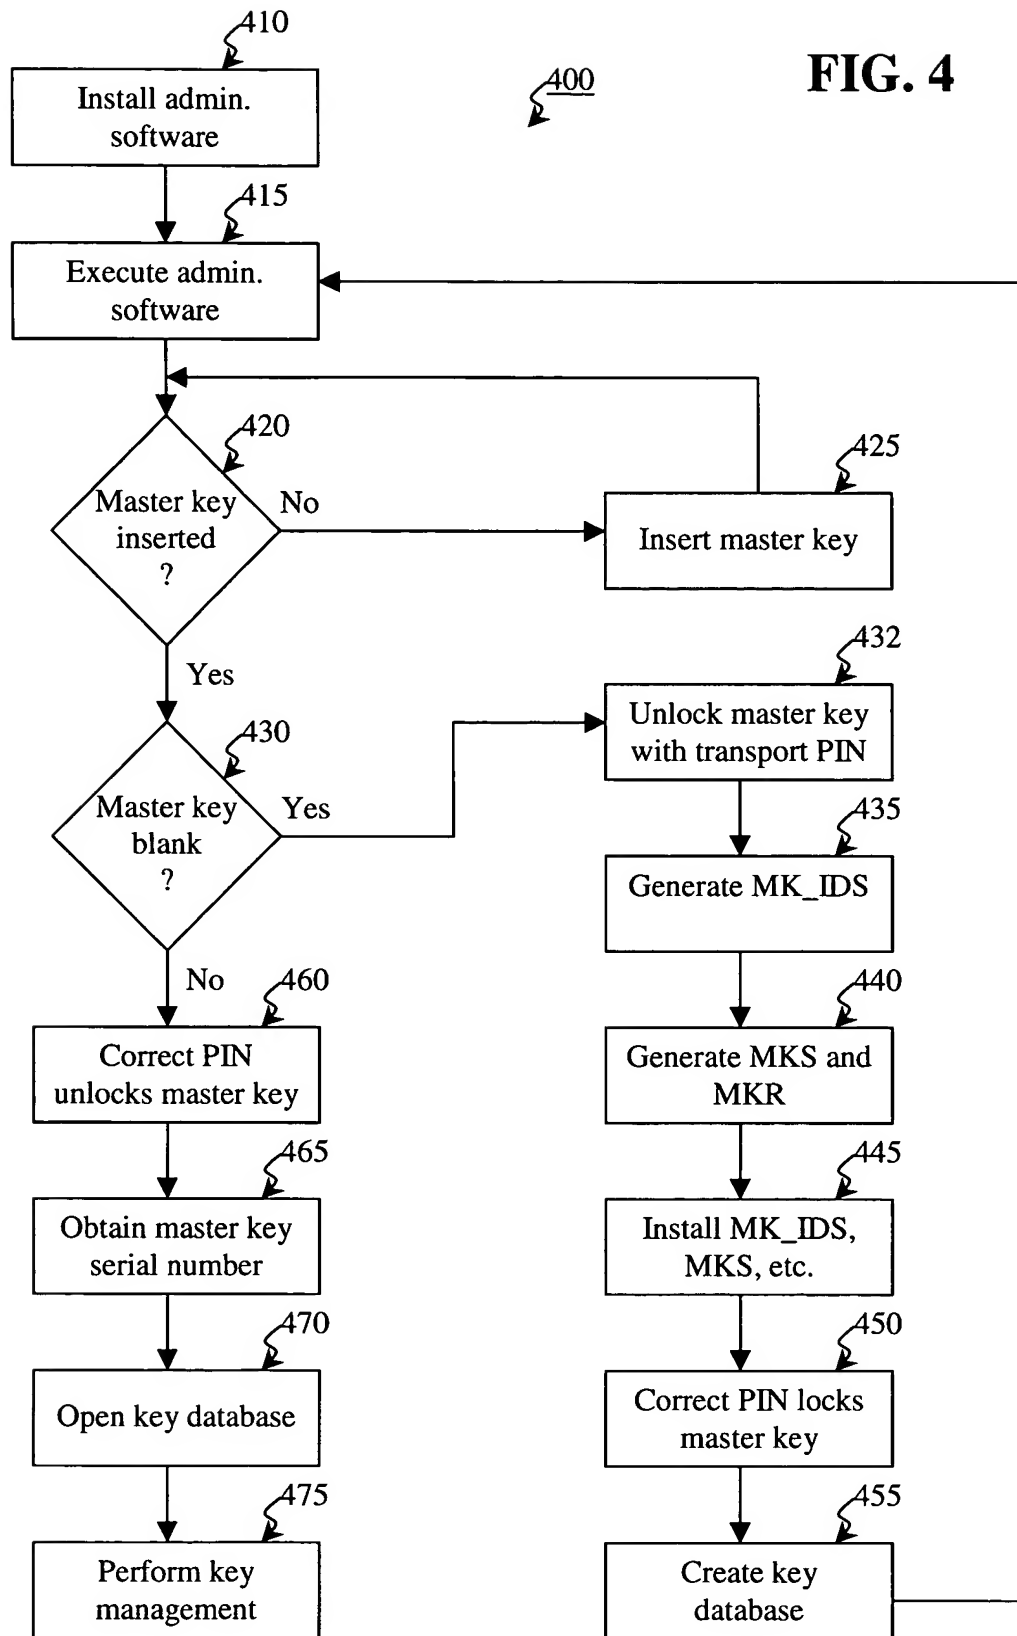 FIG. 4
400
410
Install admin.
software
415
Execute admin.
software
420
Master key
inserted
?
No
Yes
425
Insert master key
430
Master key
blank
?
Yes
No
432
Unlock master key
with transport PIN
435
Generate MK_IDS
440
Generate MKS and
MKR
445
Install MK_IDS,
MKS, etc.
450
Correct PIN locks
master key
455
Create key
database
460
Correct PIN
unlocks master key
465
Obtain master key
serial number
470
Open key database
475
Perform key
management